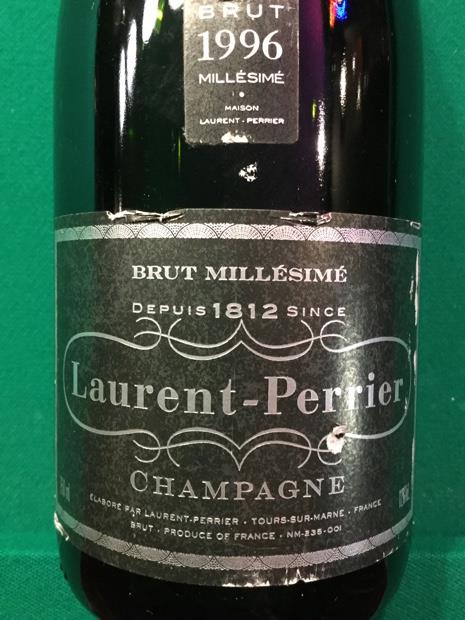 BRUT
1996
MILLÉSIMÉ
MAISON
LAURENT-PERRIER
BRUT MILLÉSIMÉ
DEPUIS 1812 SINCE
Laurent-Perrier
CHAMPAGNE
ÉLABORÉ PAR LAURENT-PERRIER · TOURS-SUR-MARNE · FRANCE
BRUT · PRODUCE OF FRANCE · NM-235-001